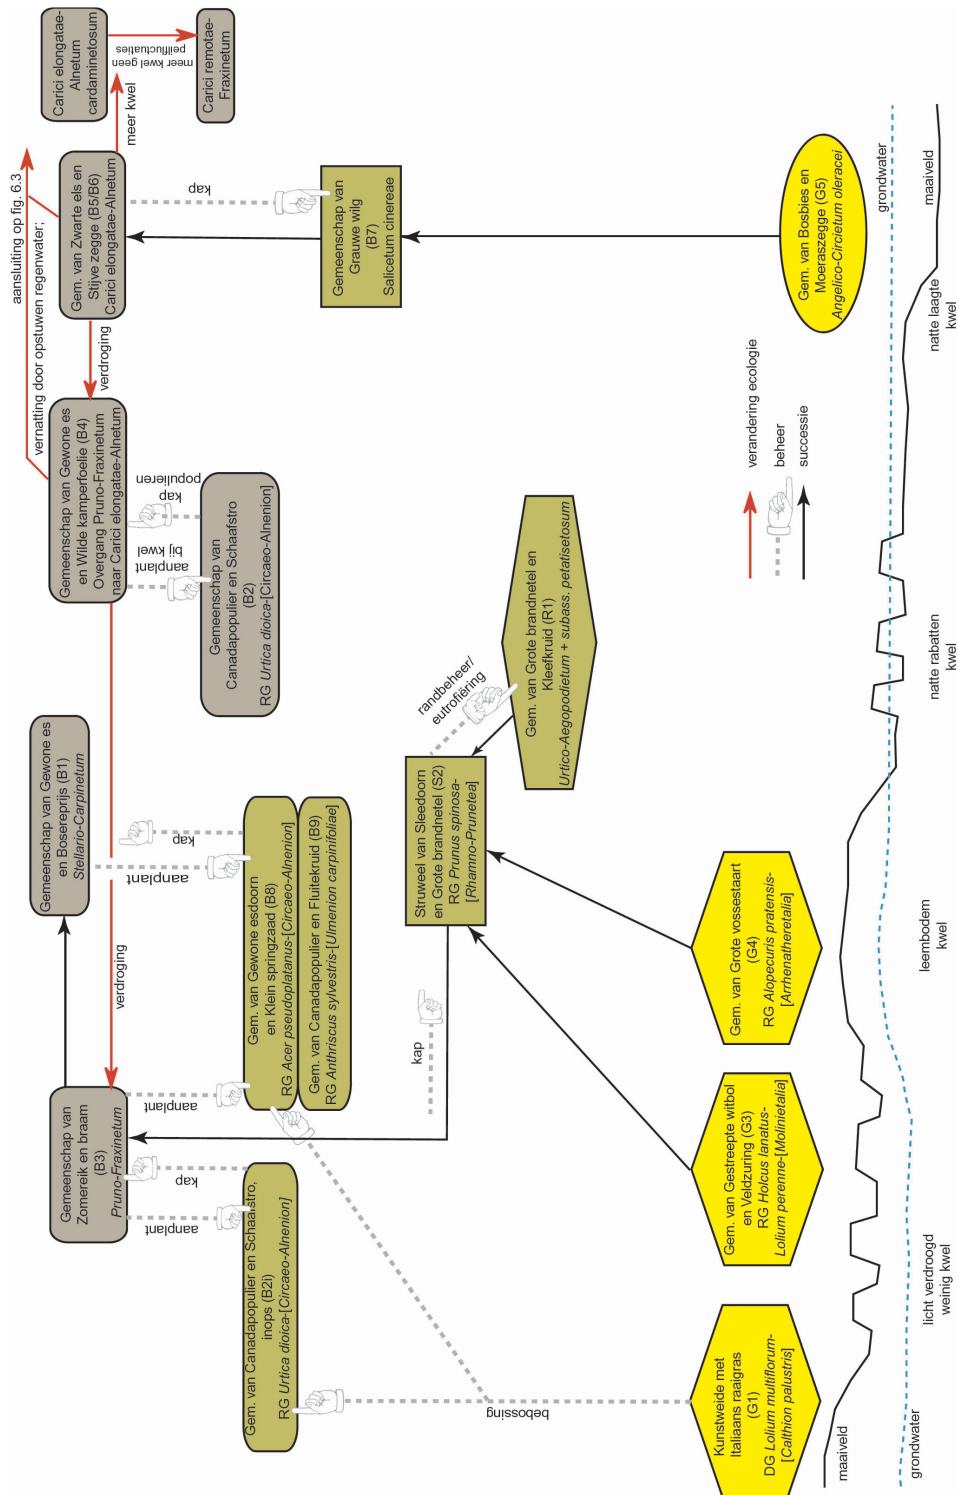 Carici elongatae-
Alnetum
cardaminetosum
meer kwel geen
peilfluctuaties
Carici remotae-
Fraxinetum
meer kwel
aansluiting op fig. 6.3
vernatting door opstuwen regenwater;
Gem. van Zwarte els en
Stijve zegge (B5/B6)
Carici elongatae-Alnetum
kap
Gemeenschap van
Grauwe wilg
(B7)
Salicetum cinereae
Gem. van Bosbies en
Moeraszegge (G5)
Angelico-Circietum oleracei
verdroging
Gemeenschap van Gewone es
en Wilde kamperfoelie (B4)
Overgang Pruno-Fraxinetum
naar Carici elongatae-Alnetum
kap
populieren
aanplant
bij kwel
Gemeenschap van
Canadapopulier en Schaafstro
(B2)
RG Urtica dioica-[Circaeo-Alnenion]
Gemeenschap van Gewone es
en Bosereprijs (B1)
Stellario-Carpinetum
kap
aanplant
verdroging
Gem. van Gewone esdoorn
en Klein springzaad (B8)
RG Acer pseudoplatanus-[Circaeo-Alnenion]
Gem. van Canadapopulier en Fluitekruid (B9)
RG Anthriscus sylvestris-[Ulmenion carpinifoliae]
randbeheer/
eutrofiëring
Gem. van Grote brandnetel en
Kleefkruid (R1)
Urtico-Aegopodietum + subass. petatisetosum
Struweel van Sleedoorn
en Grote brandnetel (S2)
RG Prunus spinosa-
[Rhamno-Prunetea]
kap
Gemeenschap van
Zomereik en braam
(B3)
Pruno-Fraxinetum
aanplant
kap
aanplant
Gem. van Canadapopulier en Schaafstro,
inops (B2i)
RG Urtica dioica-[Circaeo-Alnenion]
bebossing
Gem. van Grote vossestaart
(G4)
RG Alopecuris pratensis-
[Arrhenatheretalia]
Gem. van Gestreepte witbol
en Veldzuring (G3)
RG Holcus lanatus-
Lolium perenne-[Molinietalia]
Kunstweide met
Italiaans raaigras
(G1)
DG Lolium multiflorum-
[Calthion palustris]
verandering ecologie
beheer
successie
maaiveld
grondwater
licht verdroogd
weinig kwel
leembodem
kwel
natte rabatten
kwel
natte laagte
kwel
grondwater
maaiveld